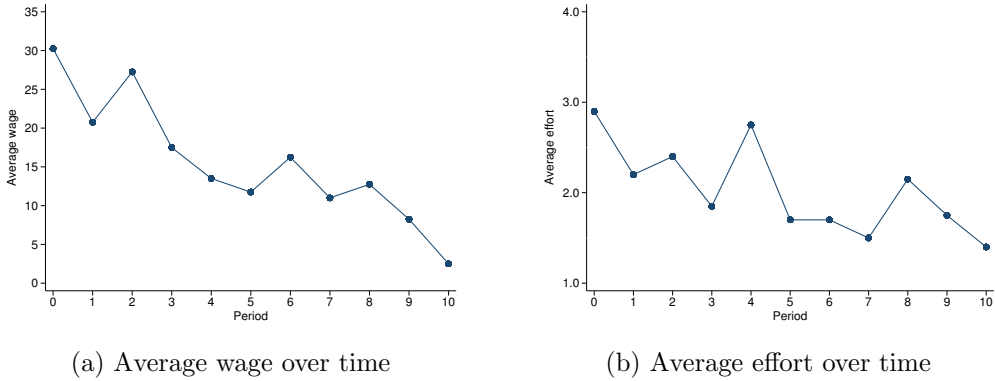 35
30
25
20
15
10
5
0
Average wage
0 1 2 3 4 5 6 7 8 9 10
Period
(a) Average wage over time
4.0
3.0
2.0
1.0
Average effort
0 1 2 3 4 5 6 7 8 9 10
Period
(b) Average effort over time